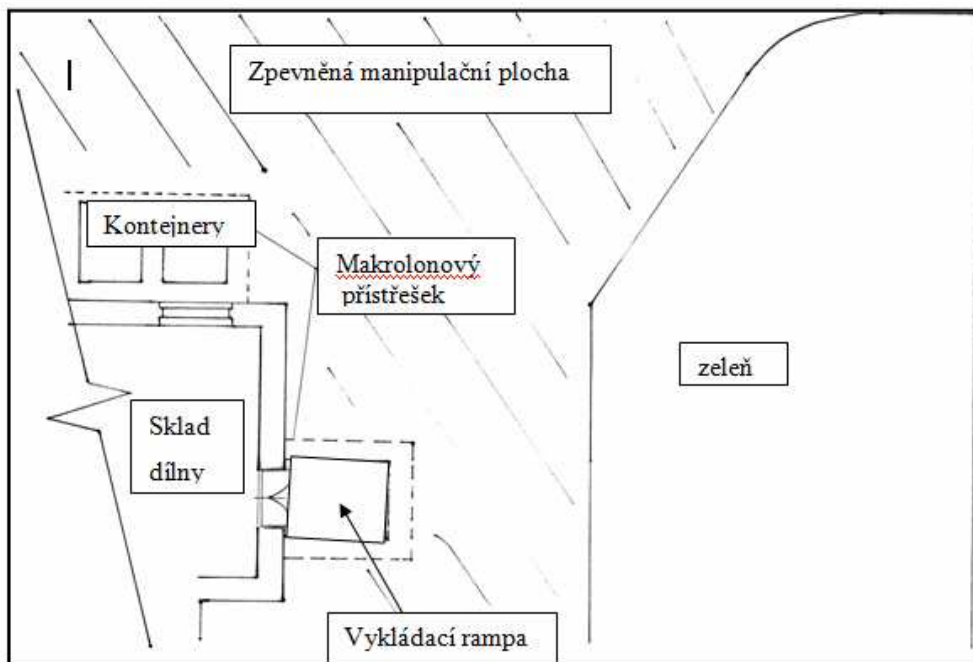 Zpevněná manipulační plocha
Kontejnery
Makrolonový
přístřešek
zeleň
Sklad
dílny
Vykládací rampa